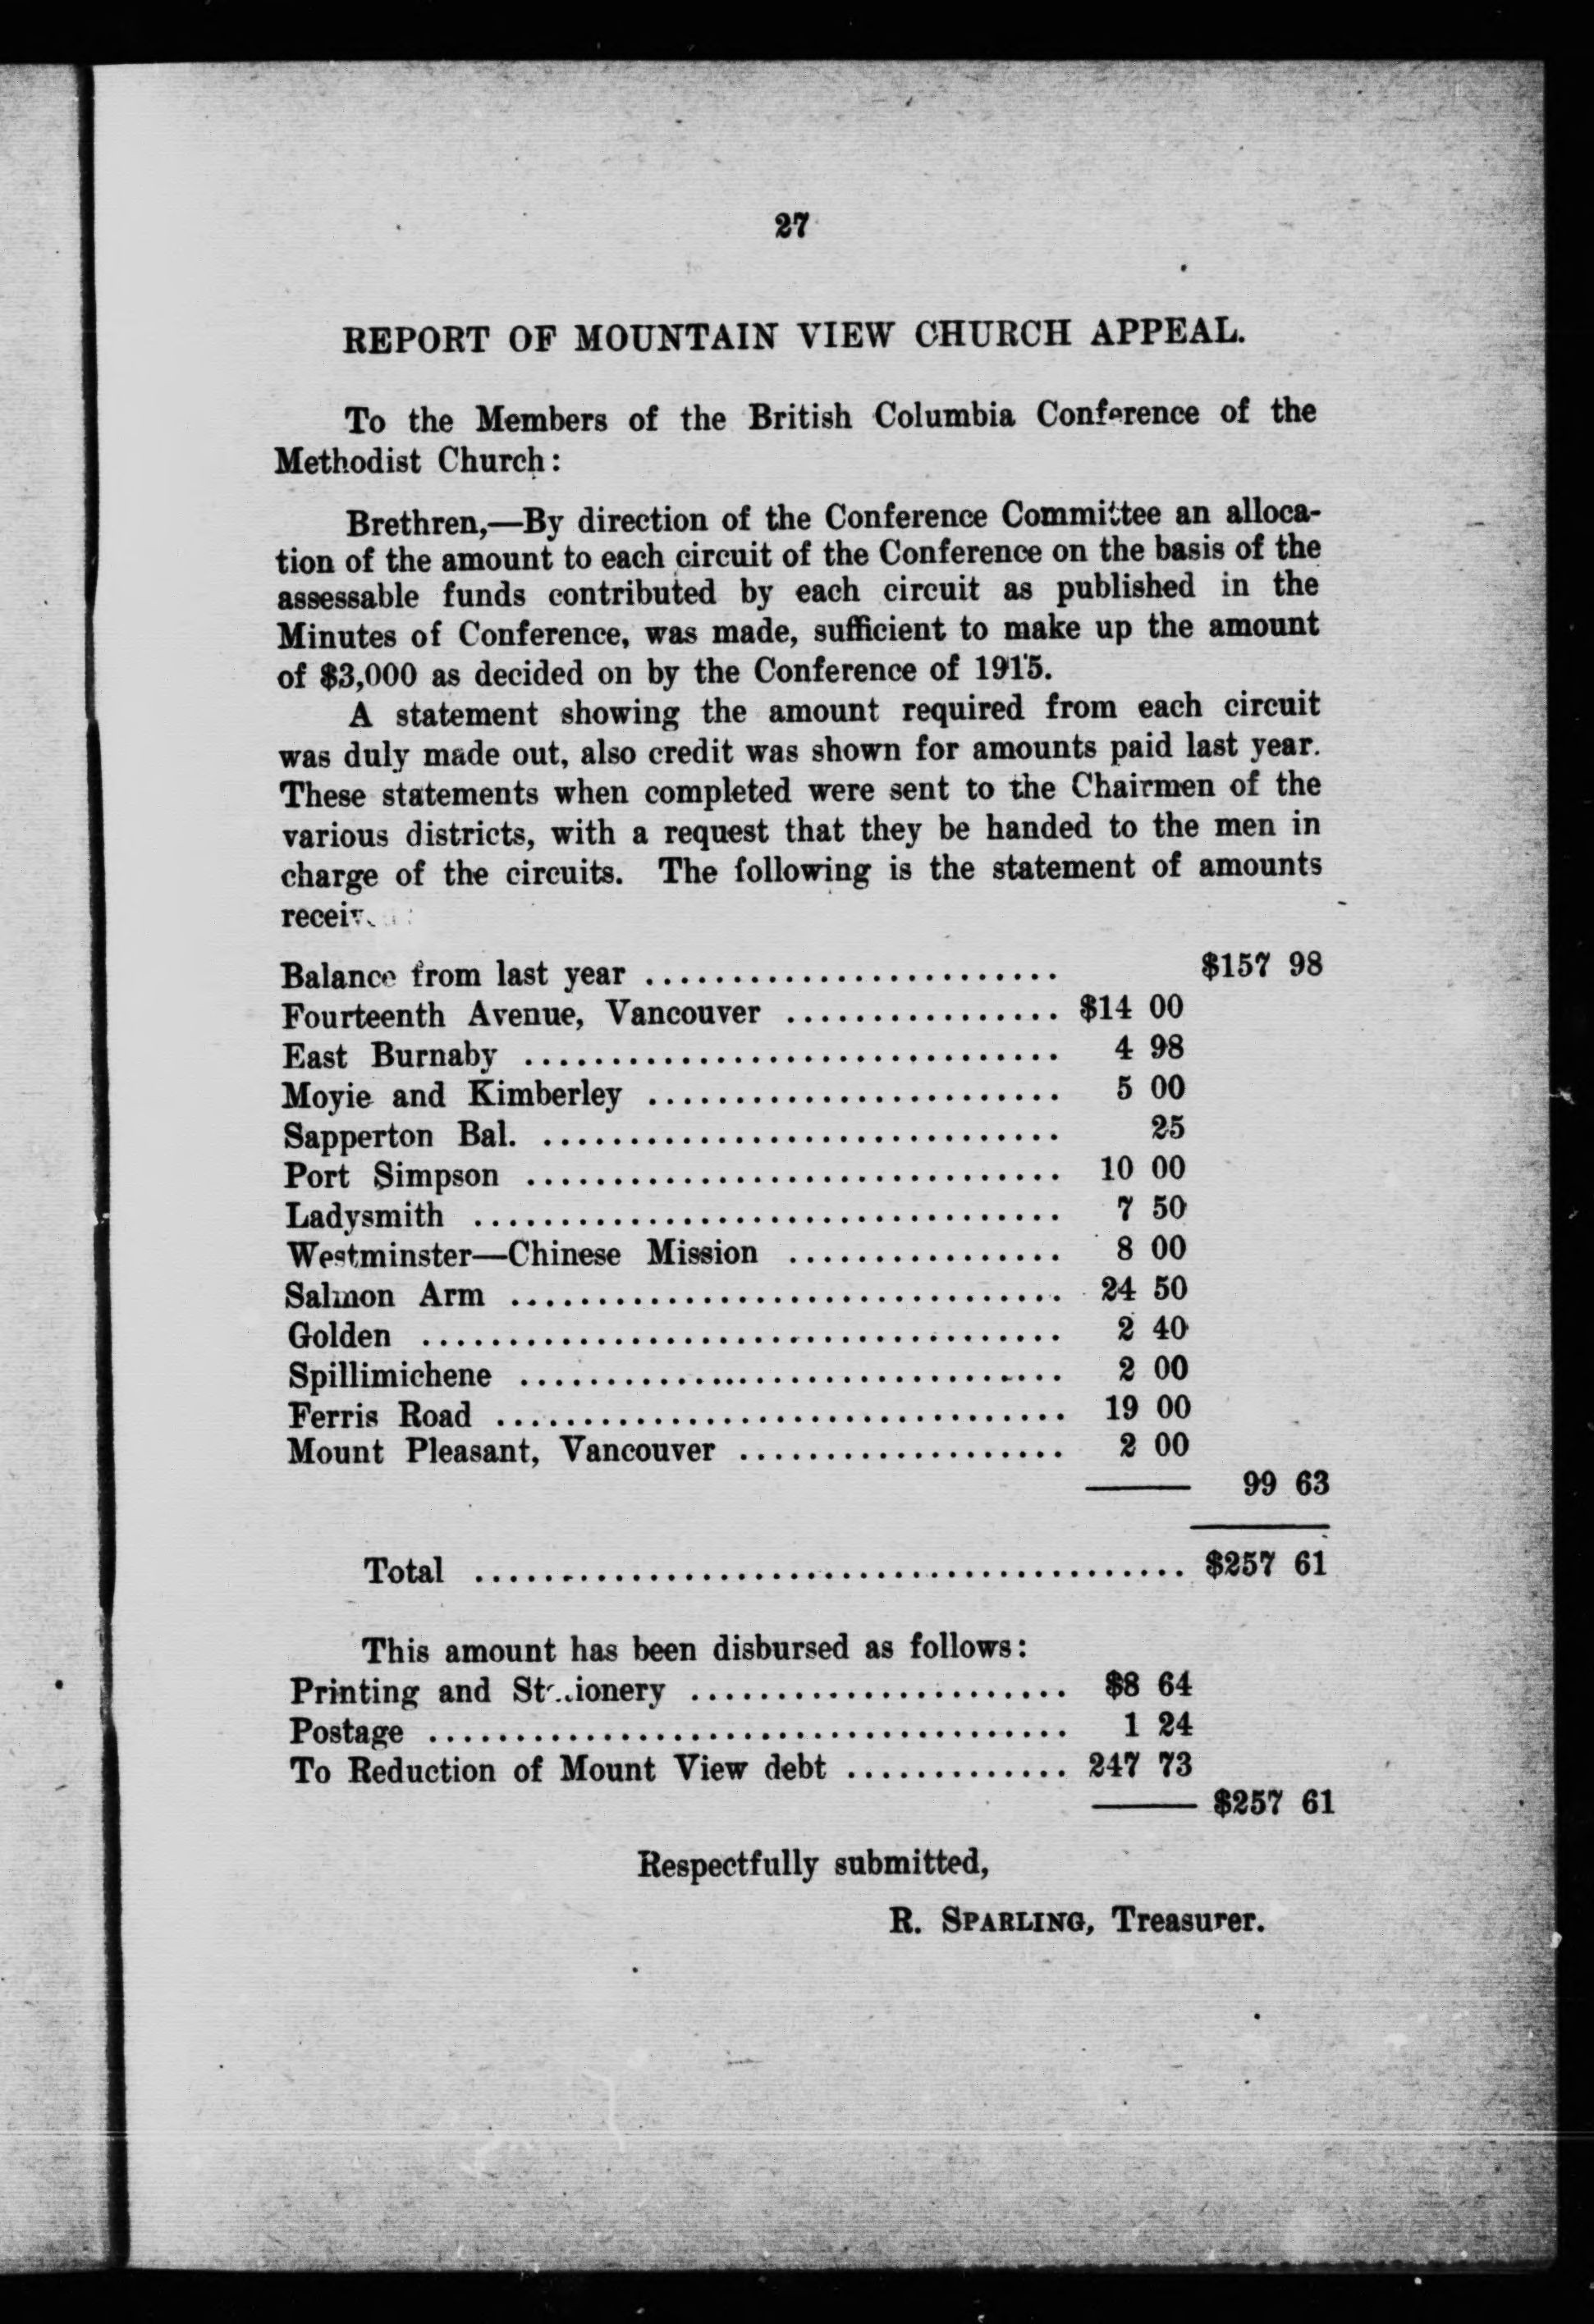 27
REPORT OF MOUNTAIN VIEW CHURCH APPEAL.
To the Members of the British Columbia Conference of the
Methodist Church:
Brethren,—By direction of the Conference Committee an alloca-
tion of the amount to each circuit of the Conference on the basis of the
assessable funds contributed by each circuit as published in the
Minutes of Conference, was made, sufficient to make up the amount
of $3,000 as decided on by the Conference of 1915.
A statement showing the amount required from each circuit
was duly made out, also credit was shown for amounts paid last year.
These statements when completed were sent to the Chairmen of the
various districts, with a request that they be handed to the men in
charge of the circuits. The following is the statement of amounts
Balance from last year ........................ $157 98
Fourteenth Avenue, Vancouver ................ $14 00
East Burnaby ............................... 4 98
Moyie and Kimberley ........................ 5 00
Sapperton Bal. .............................. 25
Port Simpson ............................... 10 00
Ladysmith .................................. 7 50
Westminster—Chinese Mission ................ 8 00
Salmon Arm ................................ 24 50
Golden ..................................... 2 40
Spillimichene ............................... 2 00
Ferris Road ................................. 19 00
Mount Pleasant, Vancouver ................... 2 00
99 63
Total ......................................... $257 61
This amount has been disbursed as follows:
Printing and Stationery ...................... $8 64
Postage ..................................... 1 24
To Reduction of Mount View debt ............. 247 73
$257 61
Respectfully submitted,
R. SPARLING, Treasurer.